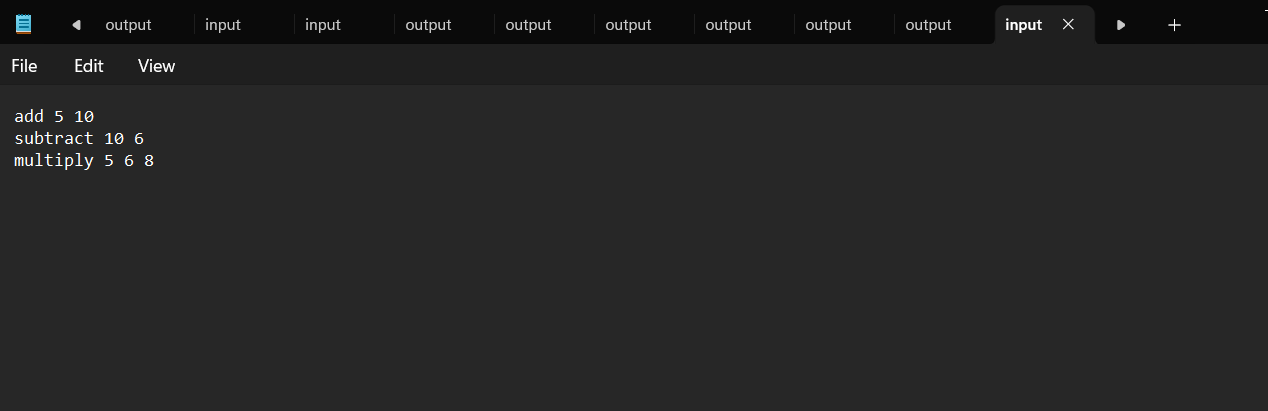 output input input output output output output output output input
File Edit View
add 5 10
subtract 10 6
multiply 5 6 8